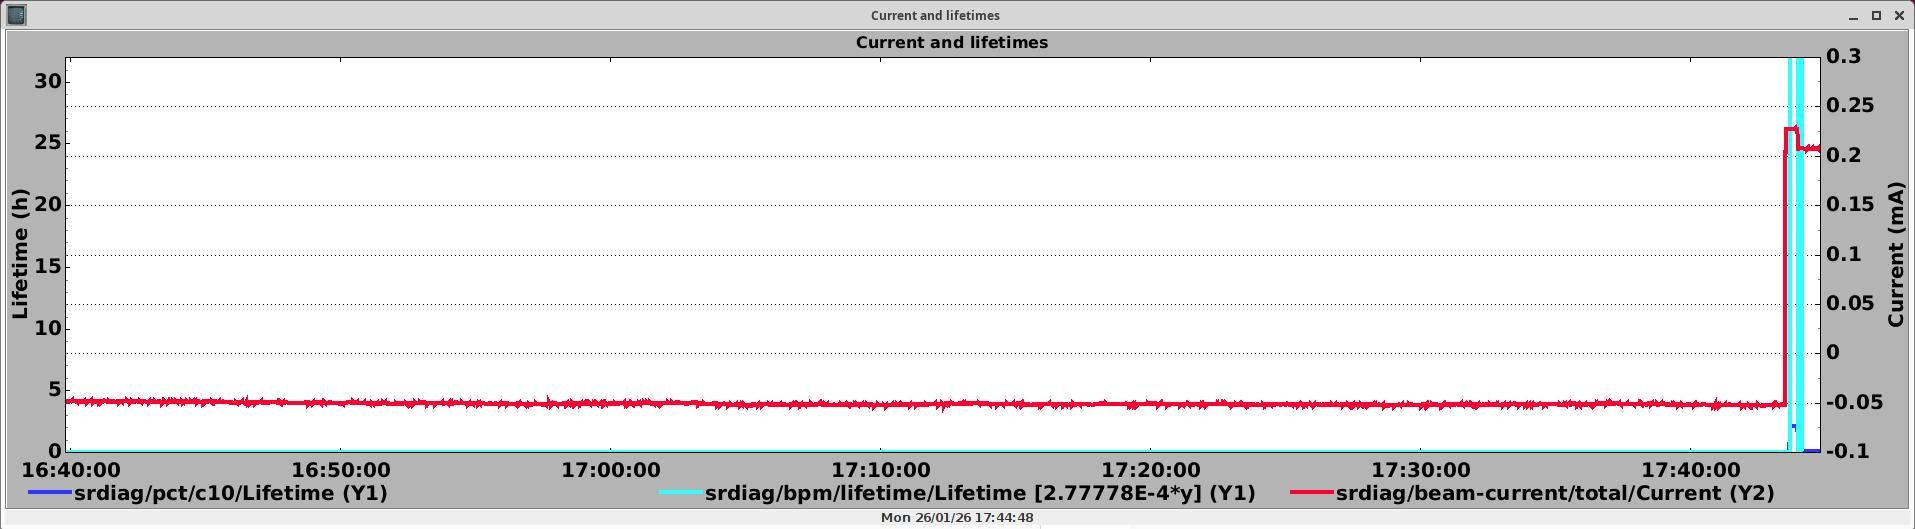 Current and lifetimes
Current and lifetimes
30
25
20
15
10
5
0
Lifetime (h)
0.3
0.25
0.2
0.15
0.1
0.05
0
-0.05
-0.1
Current (mA)
16:40:00 16:50:00 17:00:00 17:10:00 17:20:00 17:30:00 17:40:00
srdiag/pct/c10/Lifetime (Y1) srdiag/bpm/lifetime/Lifetime [2.77778E-4*y] (Y1) srdiag/beam-current/total/Current (Y2)
Mon 26/01/26 17:44:48